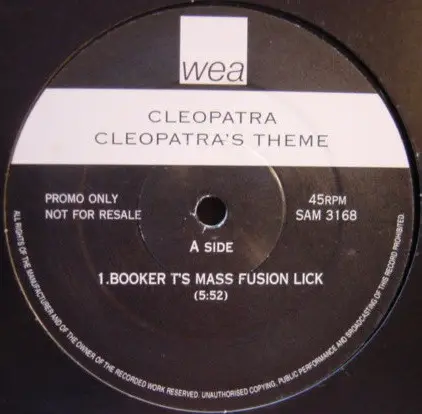 wea
CLEOPATRA
CLEOPATRA'S THEME
PROMO ONLY
NOT FOR RESALE
45RPM
SAM 3168
A SIDE
1.BOOKER T'S MASS FUSION LICK
(5:52)
ALL RIGHTS OF THE MANUFACTURER AND OF THE OWNER OF THE RECORDED WORK RESERVED. UNAUTHORISED COPYING, PUBLIC PERFORMANCE AND BROADCASTING OF THIS RECORD PROHIBITED.